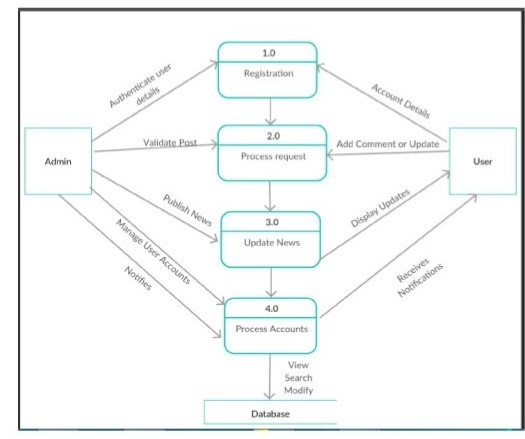 1.0
Registration
Authenticate user
details
Account Details
2.0
Process request
Validate Post
Add Comment or Update
Admin
User
3.0
Update News
Publish News
Display Updates
Manage User Accounts
Notifies
Receives
Notifications
4.0
Process Accounts
View
Search
Modify
Database